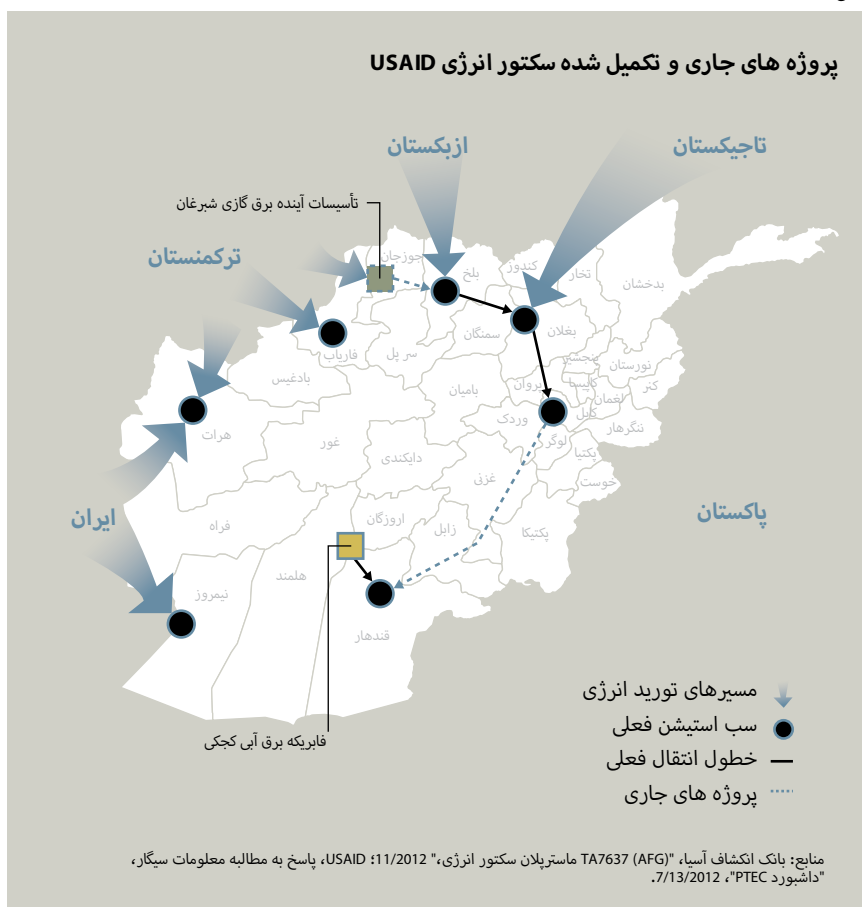 پروژه های جاری و تکمیل شده سکتور انرژی USAID
تاجیکستان
ازبکستان
تأسیسات آینده برق گازی شبرغان
ترکمنستان
جوزجان
بلخ
کندوز
تخار
بدخشان
فاریاب
سر پل
سمنگان
بغلان
پنجشیر
نورستان
کنر
بادغیس
بامیان
پروان
کاپیسا
لغمان
کابل
ننگرهار
هرات
غور
وردک
لوگر
پکتیا
خوست
دایکندی
غزنی
پاکستان
ایران
فراه
اروزگان
زابل
پکتیکا
نیمروز
هلمند
قندهار
فابریکه برق آبی کجکی
مسیرهای تورید انرژی
سب استیشن فعلی
خطول انتقال فعلی
پروژه های جاری
منابع: بانک انکشاف آسیا، "TA7637 (AFG) ماسترپلان سکتور انرژی،" 11/2012؛ USAID، پاسخ به مطالبه معلومات سیگار،
"داشبورد PTEC"، 7/13/2012.